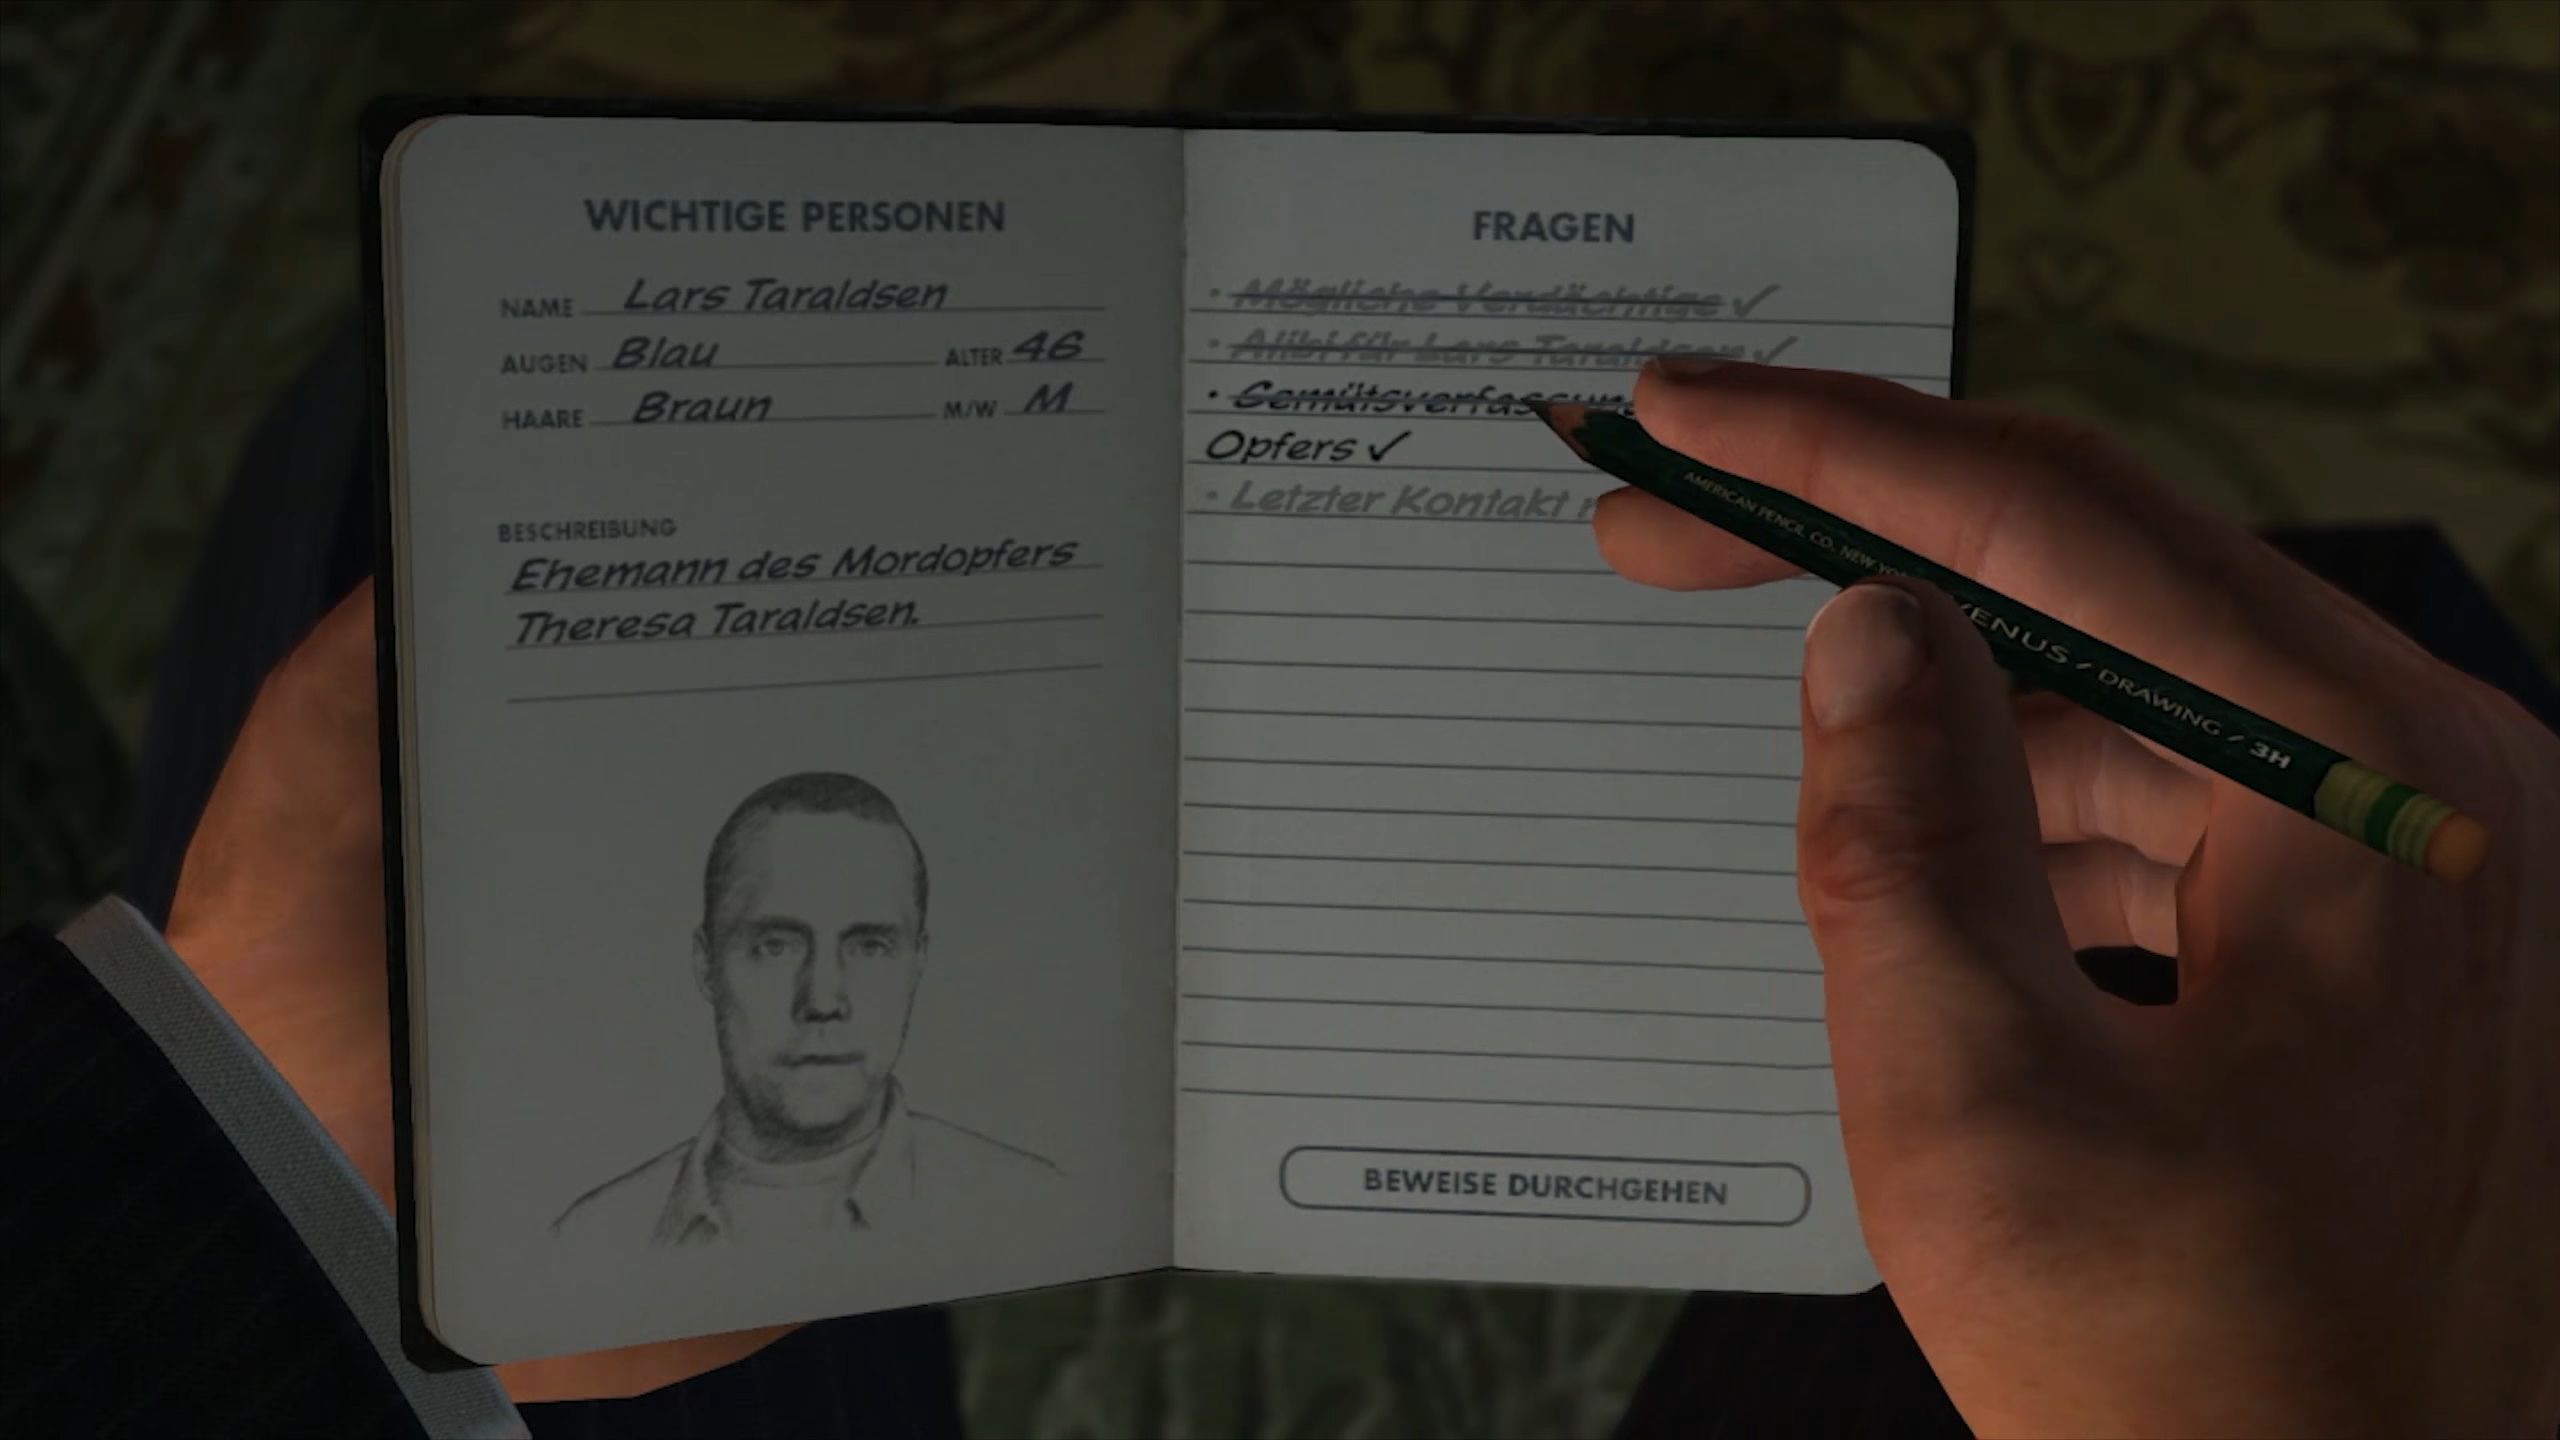 WICHTIGE PERSONEN
NAME Lars Taraldsen
AUGEN Blau ALTER 46
HAARE Braun M/W M
BESCHREIBUNG
Ehemann des Mordopfers
Theresa Taraldsen.
FRAGEN
• Mögliche Verdächtige ✓
• Alibi für Lars Taraldsen ✓
• Gemütsverfassung
Opfers ✓
• Letzter Kontakt
BEWEISE DURCHGEHEN
AMERICAN PENCIL CO. NEW YO
VENUS / DRAWING / 3H